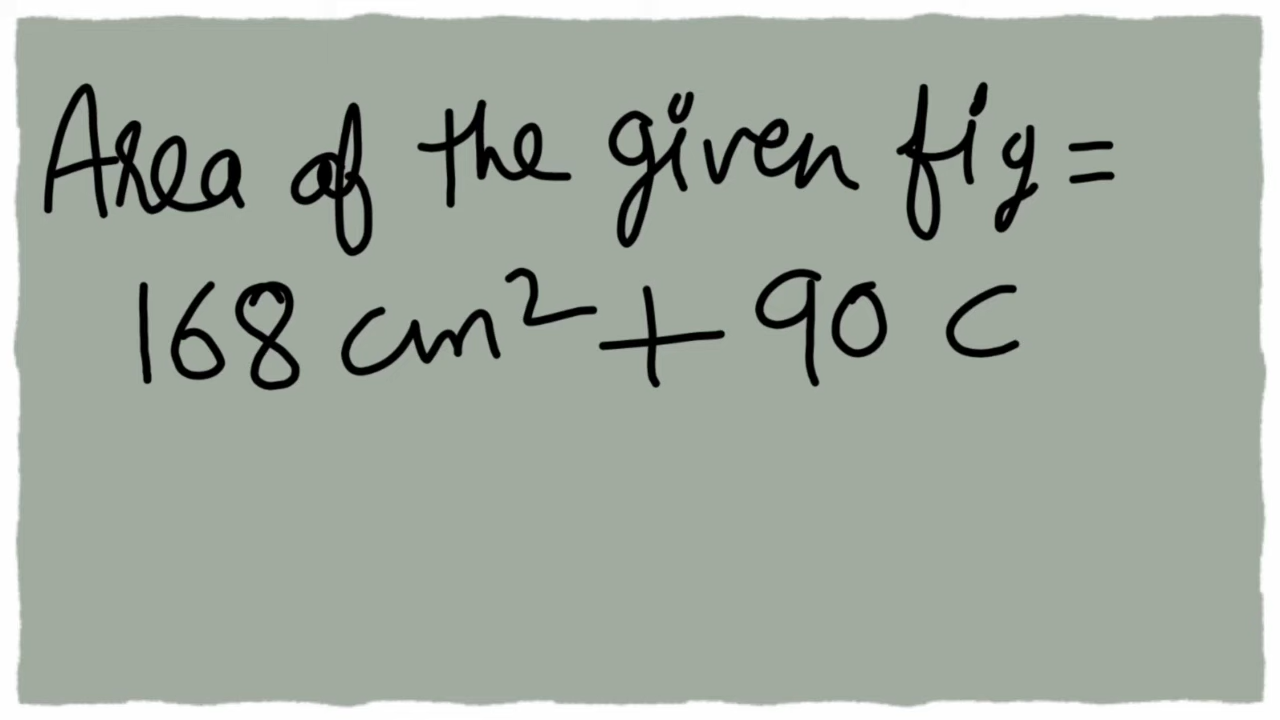 Area of the given fig =
168 cm² + 90 c